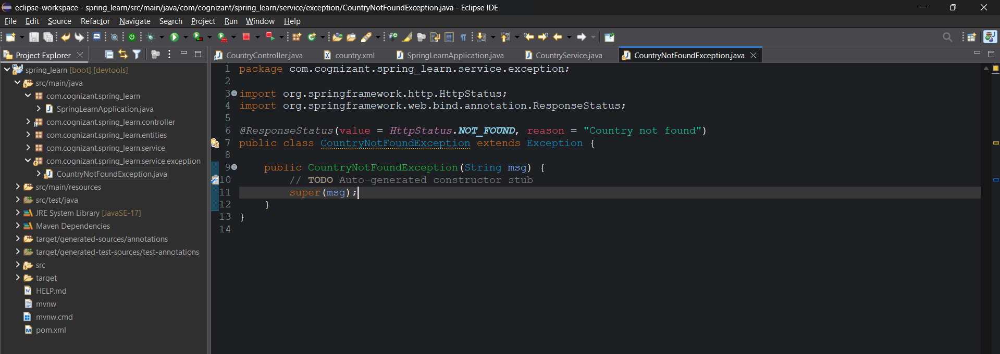 eclipse-workspace - spring_learn/src/main/java/com/cognizant/spring_learn/service/exception/CountryNotFoundException.java - Eclipse IDE
File Edit Source Refactor Navigate Search Project Run Window Help
Project Explorer
spring_learn [boot] [devtools]
src/main/java
com.cognizant.spring_learn
SpringLearnApplication.java
com.cognizant.spring_learn.controller
com.cognizant.spring_learn.entities
com.cognizant.spring_learn.service
com.cognizant.spring_learn.service.exception
CountryNotFoundException.java
src/main/resources
src/test/java
JRE System Library [JavaSE-17]
Maven Dependencies
target/generated-sources/annotations
target/generated-test-sources/test-annotations
src
target
HELP.md
mvnw
mvnw.cmd
pom.xml
CountryController.java country.xml SpringLearnApplication.java CountryService.java CountryNotFoundException.java
1 package com.cognizant.spring_learn.service.exception;
2
3 import org.springframework.http.HttpStatus;
4 import org.springframework.web.bind.annotation.ResponseStatus;
5
6 @ResponseStatus(value = HttpStatus.NOT_FOUND, reason = "Country not found")
7 public class CountryNotFoundException extends Exception {
8
9 public CountryNotFoundException(String msg) {
10 // TODO Auto-generated constructor stub
11 super(msg);
12 }
13 }
14